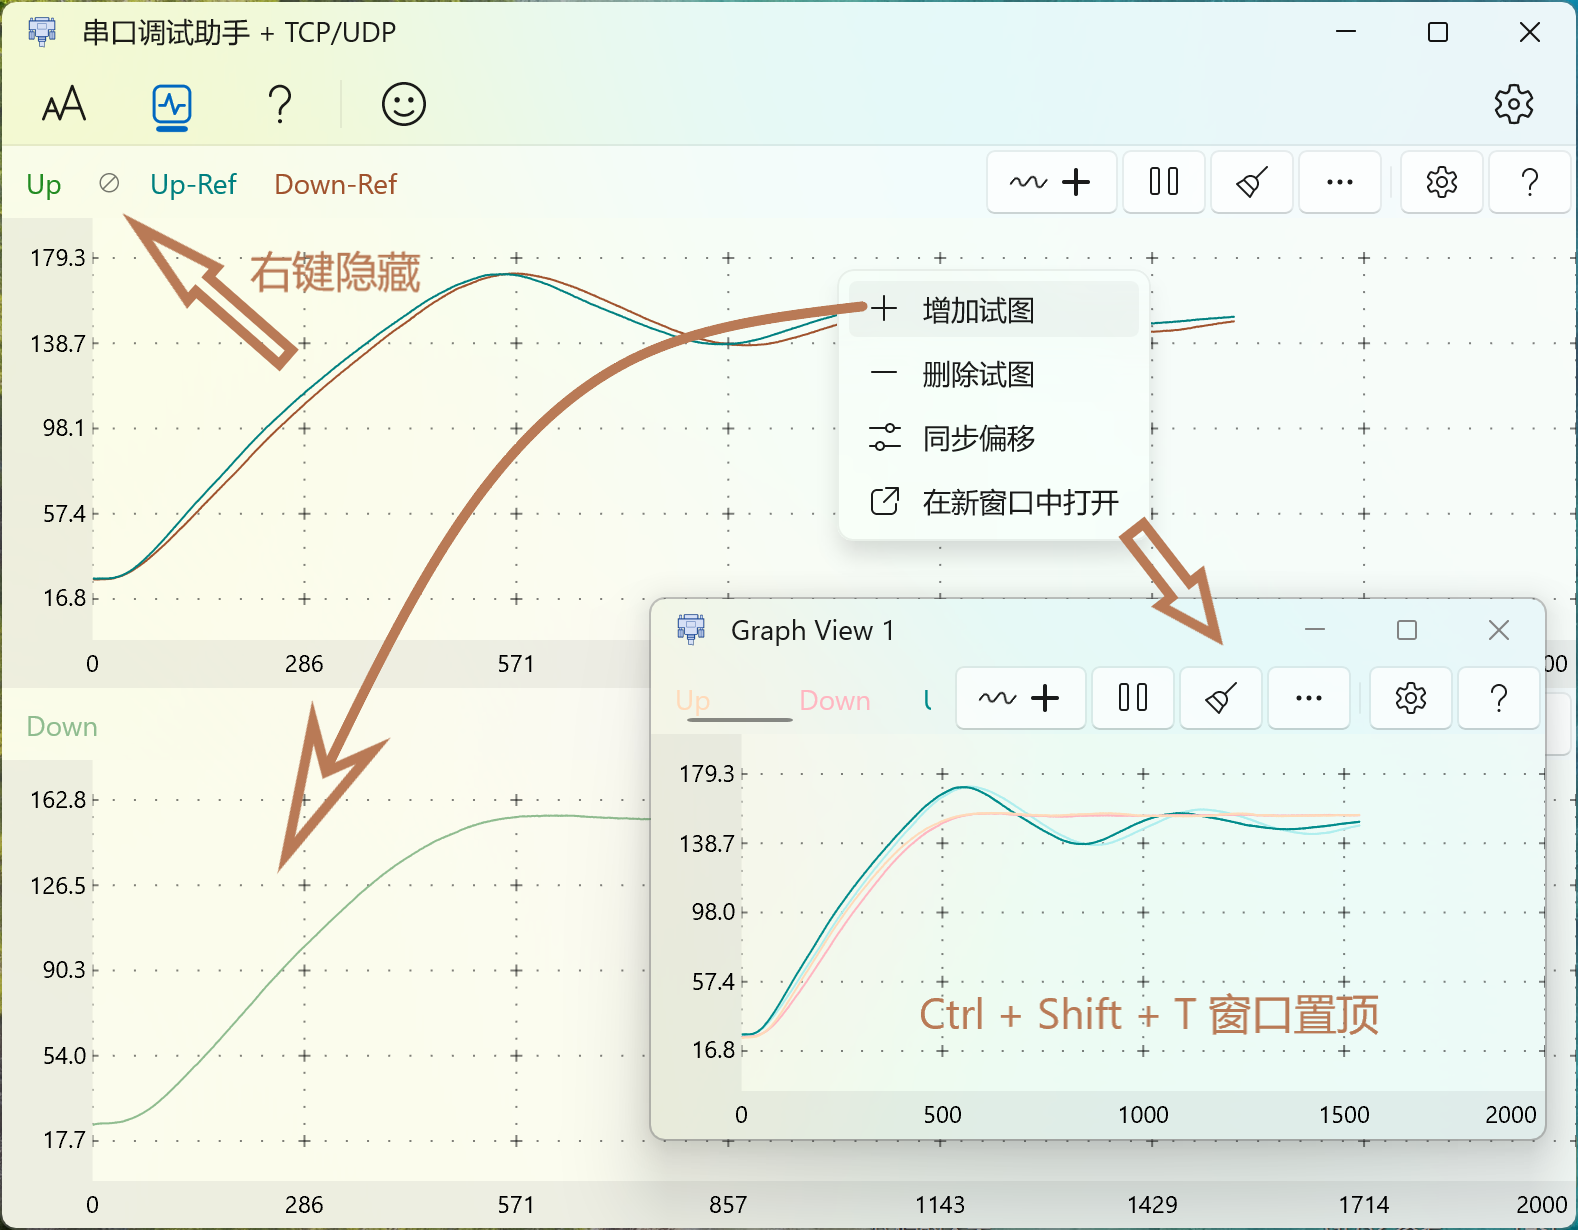 串口调试助手 + TCP/UDP
AA
?
Up Up-Ref Down-Ref
?
右键隐藏
179.3
138.7
98.1
57.4
16.8
增加试图
删除试图
同步偏移
在新窗口中打开
0 286 571
00
Down
162.8
126.5
90.3
54.0
17.7
0 286 571 857 1143 1429 1714 2000
Graph View 1
Up Down
?
179.3
138.7
98.0
57.4
16.8
Ctrl + Shift + T 窗口置顶
0 500 1000 1500 2000